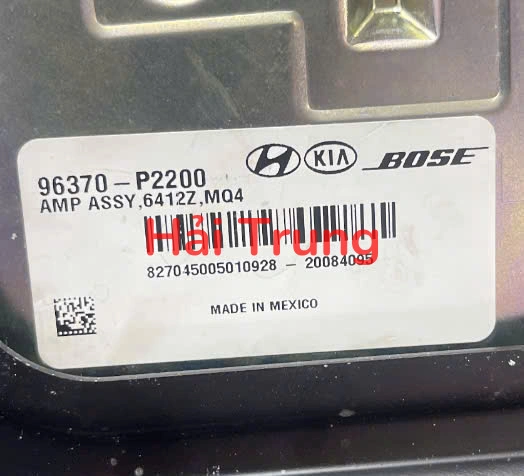 KIA BOSE
96370-P2200
AMP ASSY,6412Z,MQ4
Hải Trung
827045005010928 - 20084095
MADE IN MEXICO